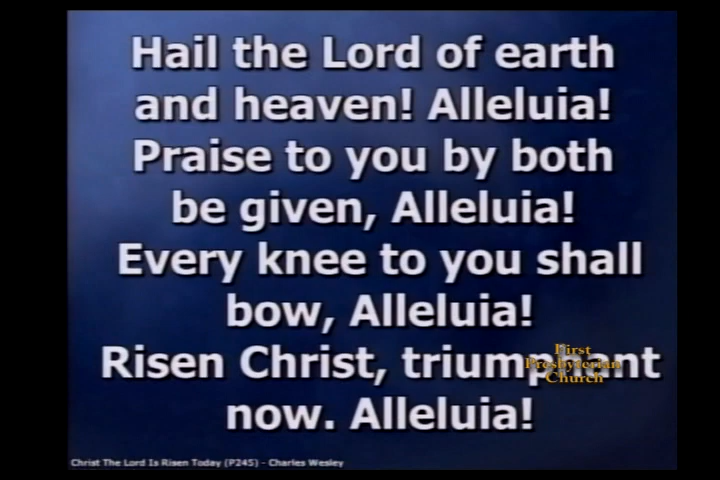 Hail the Lord of earth
and heaven! Alleluia!
Praise to you by both
be given, Alleluia!
Every knee to you shall
bow, Alleluia!
Risen Christ, triumphant
now. Alleluia!
First
Presbyterian
Church
Christ The Lord Is Risen Today (P245) - Charles Wesley